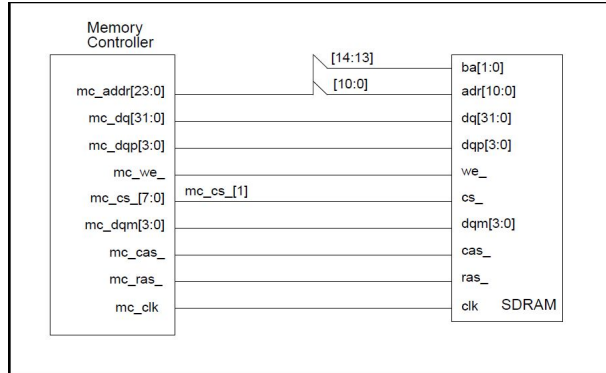 Memory
Controller
[14:13]
ba[1:0]
mc_addr[23:0]
[10:0]
adr[10:0]
mc_dq[31:0]
dq[31:0]
mc_dqp[3:0]
dqp[3:0]
mc_we_
we_
mc_cs_[7:0]
mc_cs_[1]
cs_
mc_dqm[3:0]
dqm[3:0]
mc_cas_
cas_
mc_ras_
ras_
mc_clk
clk SDRAM